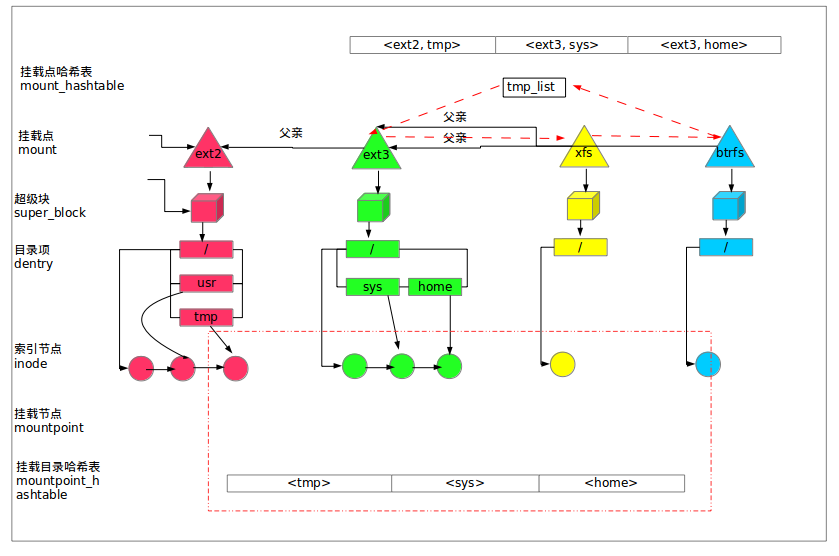 <ext2, tmp>
<ext3, sys>
<ext3, home>
挂载点哈希表
mount_hashtable
tmp_list
父亲
父亲
父亲
挂载点
mount
ext2
ext3
xfs
btrfs
超级块
super_block
目录项
dentry
/
/
/
/
usr
sys
home
tmp
索引节点
inode
挂载节点
mountpoint
挂载目录哈希表
mountpoint_h
ashtable
<tmp>
<sys>
<home>